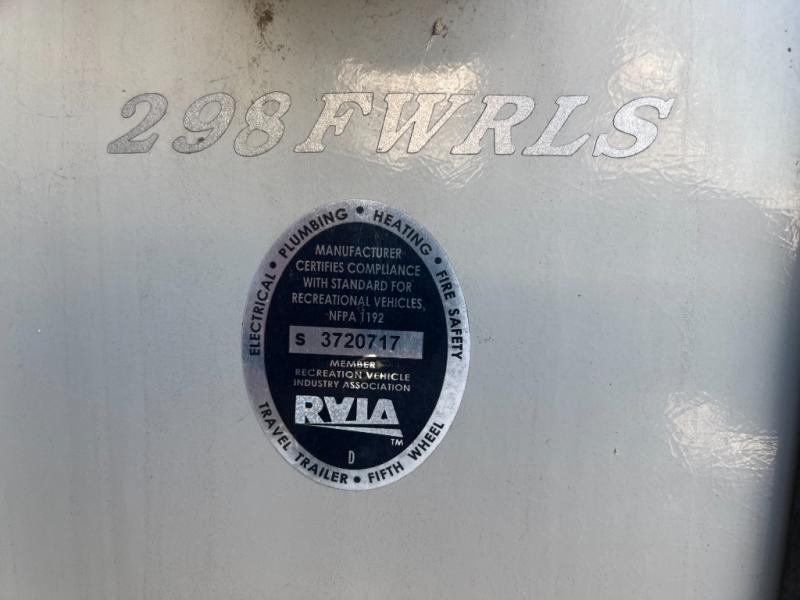 298FWRLS
ELECTRICAL • PLUMBING • HEATING • FIRE SAFETY
MANUFACTURER
CERTIFIES COMPLIANCE
WITH STANDARD FOR
RECREATIONAL VEHICLES,
NFPA 1192
S 3720717
MEMBER
RECREATION VEHICLE
INDUSTRY ASSOCIATION
RVIA
TM
D
TRAVEL TRAILER • FIFTH WHEEL